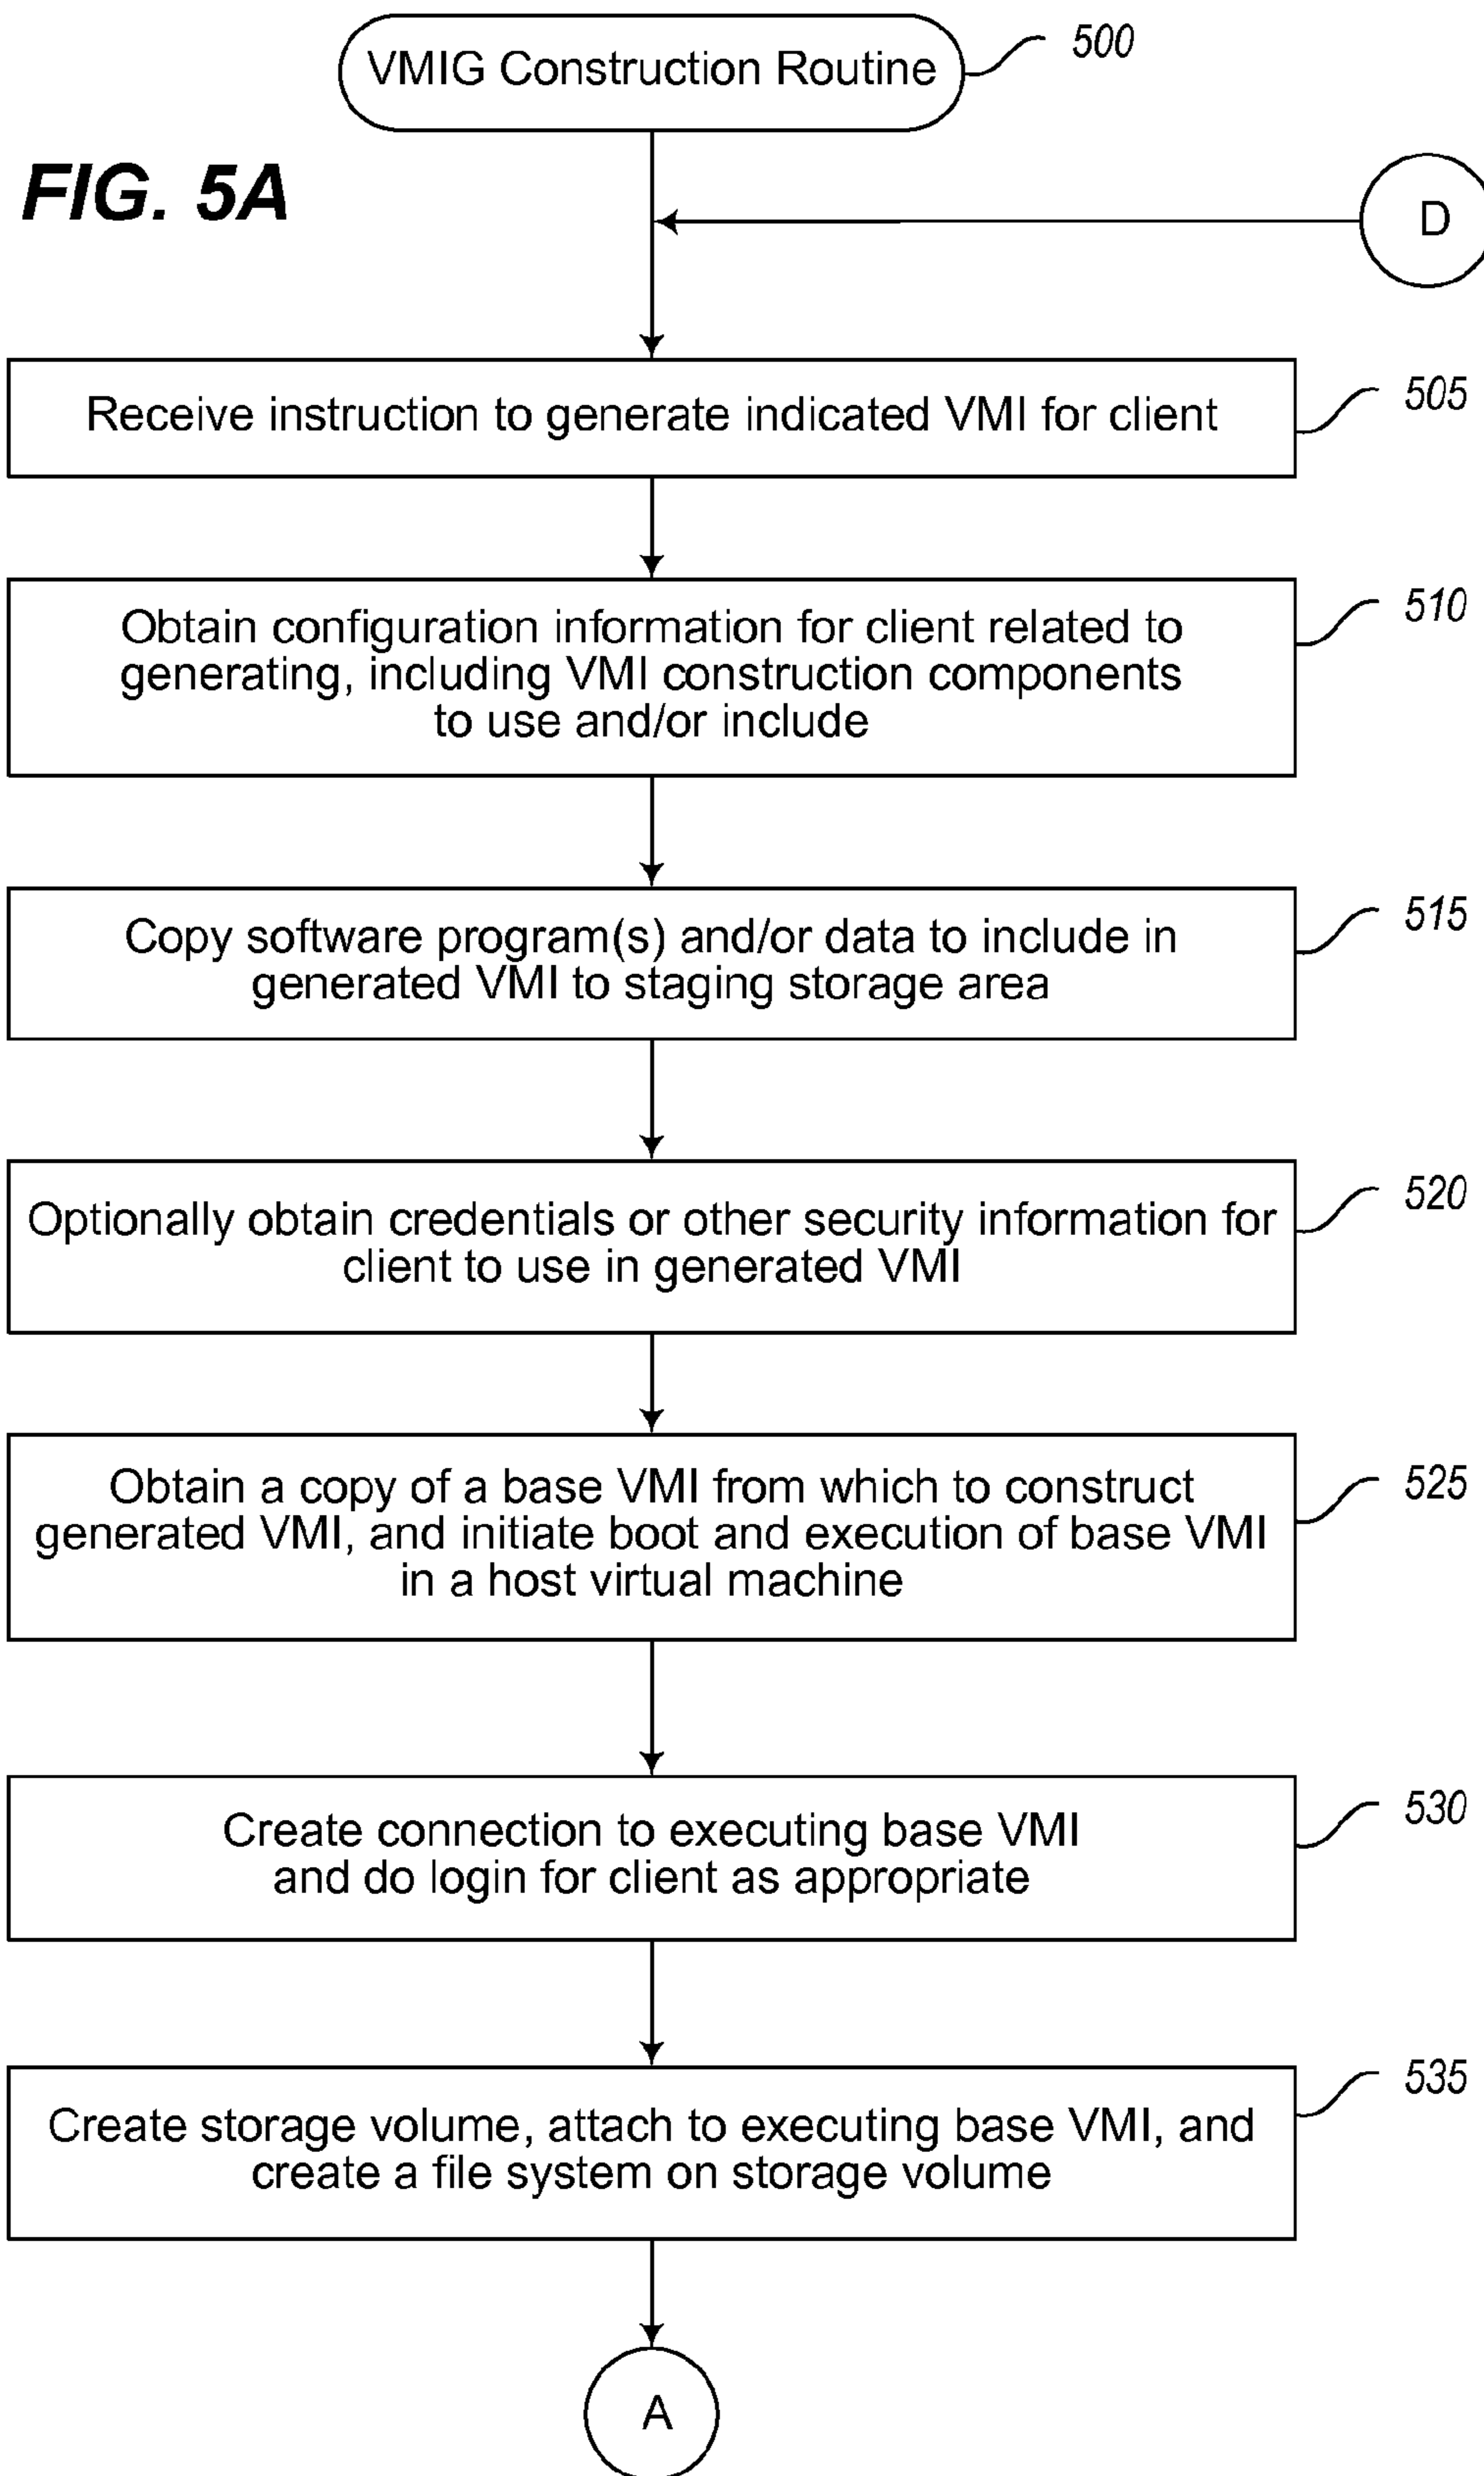 VMIG Construction Routine
500
FIG. 5A
D
Receive instruction to generate indicated VMI for client
505
Obtain configuration information for client related to
generating, including VMI construction components
to use and/or include
510
Copy software program(s) and/or data to include in
generated VMI to staging storage area
515
Optionally obtain credentials or other security information for
client to use in generated VMI
520
Obtain a copy of a base VMI from which to construct
generated VMI, and initiate boot and execution of base VMI
in a host virtual machine
525
Create connection to executing base VMI
and do login for client as appropriate
530
Create storage volume, attach to executing base VMI, and
create a file system on storage volume
535
A